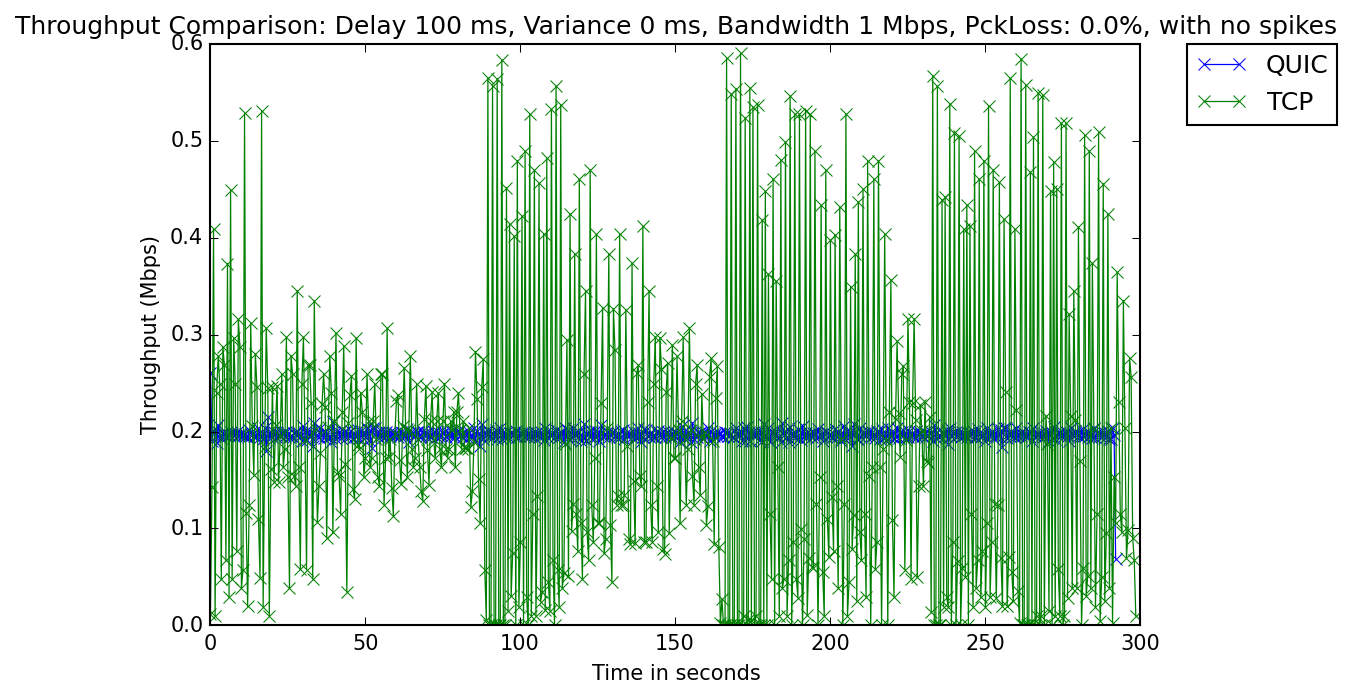 Throughput Comparison: Delay 100 ms, Variance 0 ms, Bandwidth 1 Mbps, PckLoss: 0.0%, with no spikes
QUIC
TCP
0.6
0.5
0.4
0.3
0.2
0.1
0.0
Throughput (Mbps)
0 50 100 150 200 250 300
Time in seconds